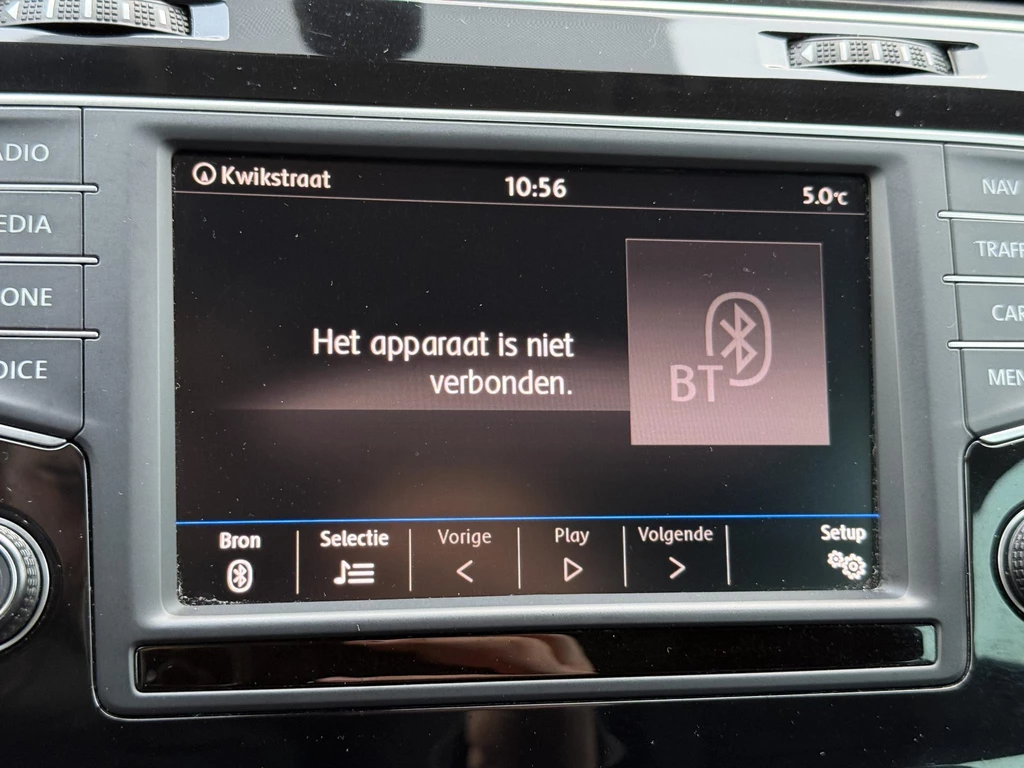 Kwikstraat
10:56
5.0°C
Het apparaat is niet
verbonden.
BT
Bron
Selectie
Vorige
Play
Volgende
Setup
ADIO
EDIA
ONE
OICE
NAV
TRAFF
CAR
MEN